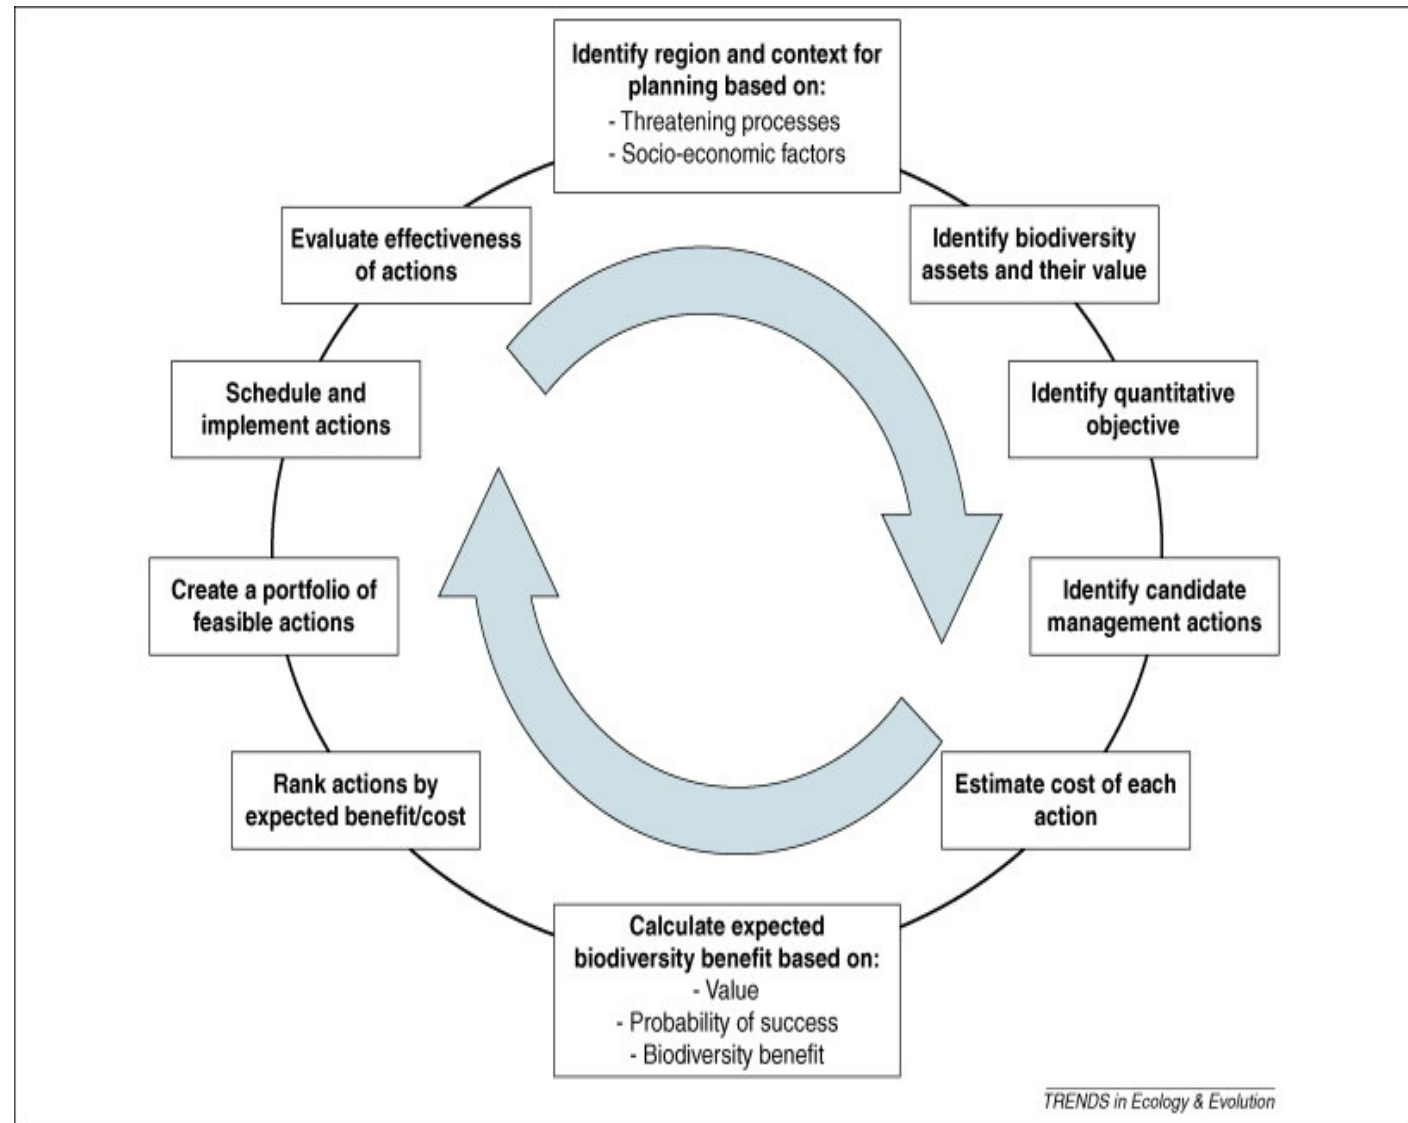 Identify region and context for
planning based on:
- Threatening processes
- Socio-economic factors
Identify biodiversity
assets and their value
Identify quantitative
objective
Identify candidate
management actions
Estimate cost of each
action
Calculate expected
biodiversity benefit based on:
- Value
- Probability of success
- Biodiversity benefit
Rank actions by
expected benefit/cost
Create a portfolio of
feasible actions
Schedule and
implement actions
Evaluate effectiveness
of actions
TRENDS in Ecology & Evolution